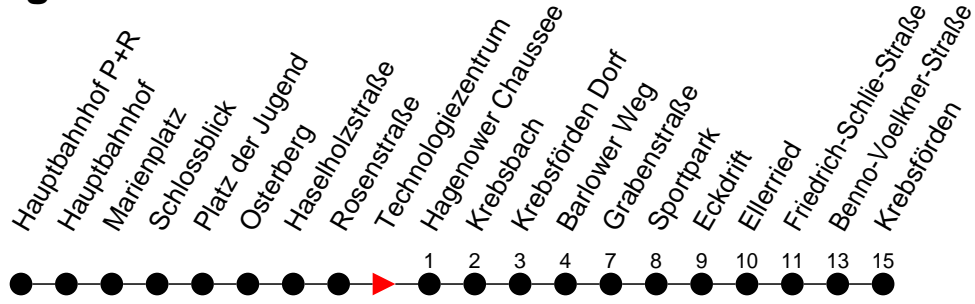 Hauptbahnhof P+R
Hauptbahnhof
Marienplatz
Schlossblick
Platz der Jugend
Osterberg
Haselholzstraße
Rosenstraße
Technologiezentrum
Hagenower Chaussee
Krebsbach
Krebsförden Dorf
Barlower Weg
Grabenstraße
Sportpark
Eckdrift
Ellerried
Friedrich-Schlie-Straße
Benno-Voelkner-Straße
Krebsförden
1 2 3 4 7 8 9 10 11 13 15